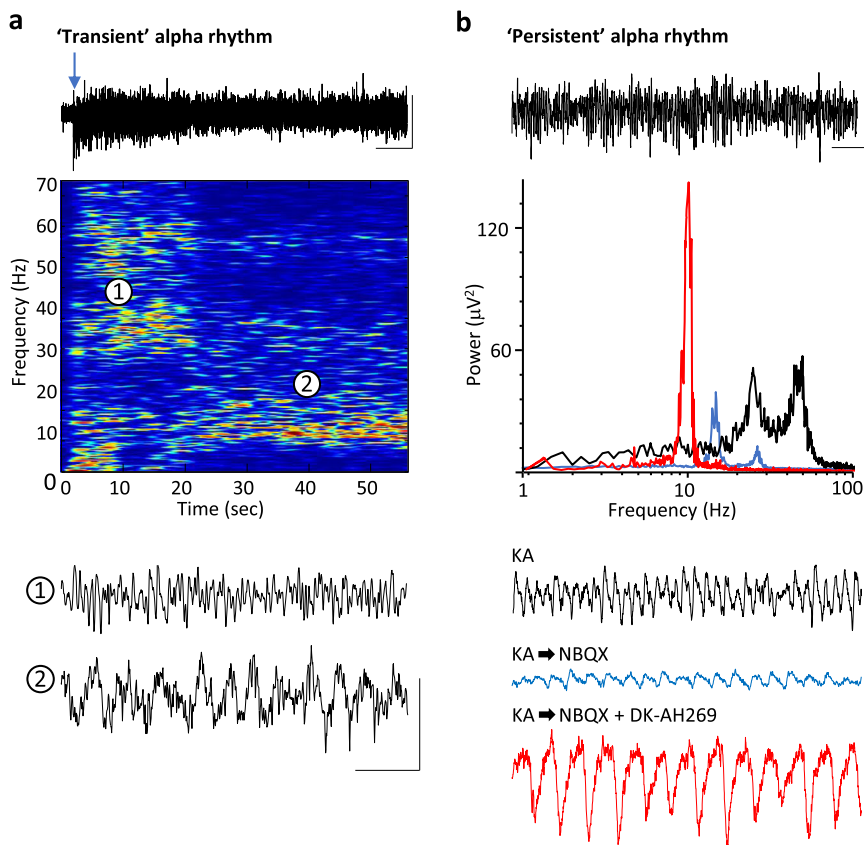 a
‘Transient’ alpha rhythm
70
60
50
40
30
20
10
0
Frequency (Hz)
1
2
0 10 20 30 40 50
Time (sec)
1
2
b
‘Persistent’ alpha rhythm
120
60
Power (μV²)
1 10 100
Frequency (Hz)
KA
KA ➡ NBQX
KA ➡ NBQX + DK-AH269